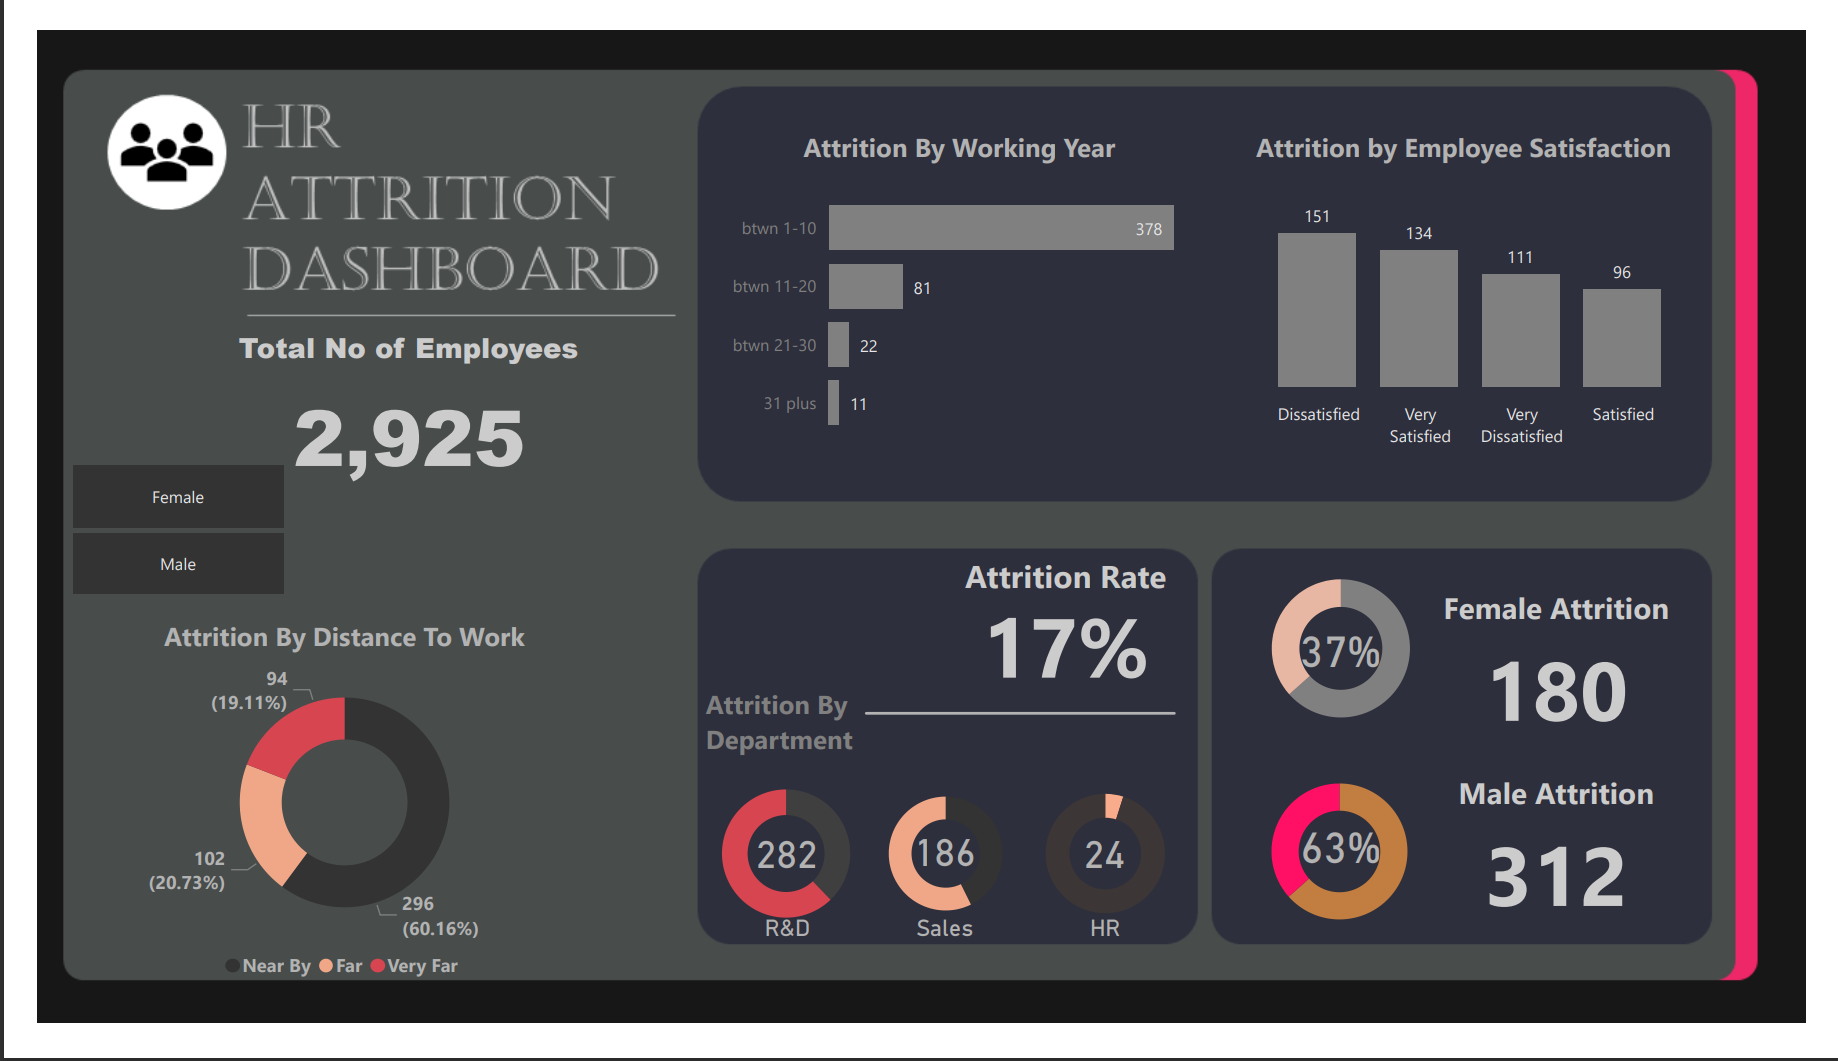 HR
ATTRITION
DASHBOARD
Total No of Employees
2,925
Female
Male
Attrition By Distance To Work
94
(19.11%)
102
(20.73%)
296
(60.16%)
Near By Far Very Far
Attrition By Working Year
btwn 1-10 378
btwn 11-20 81
btwn 21-30 22
31 plus 11
Attrition by Employee Satisfaction
151
134
111
96
Dissatisfied
Very
Satisfied
Very
Dissatisfied
Satisfied
Attrition Rate
17%
Attrition By
Department
282
R&D
186
Sales
24
HR
37%
Female Attrition
180
63%
Male Attrition
312